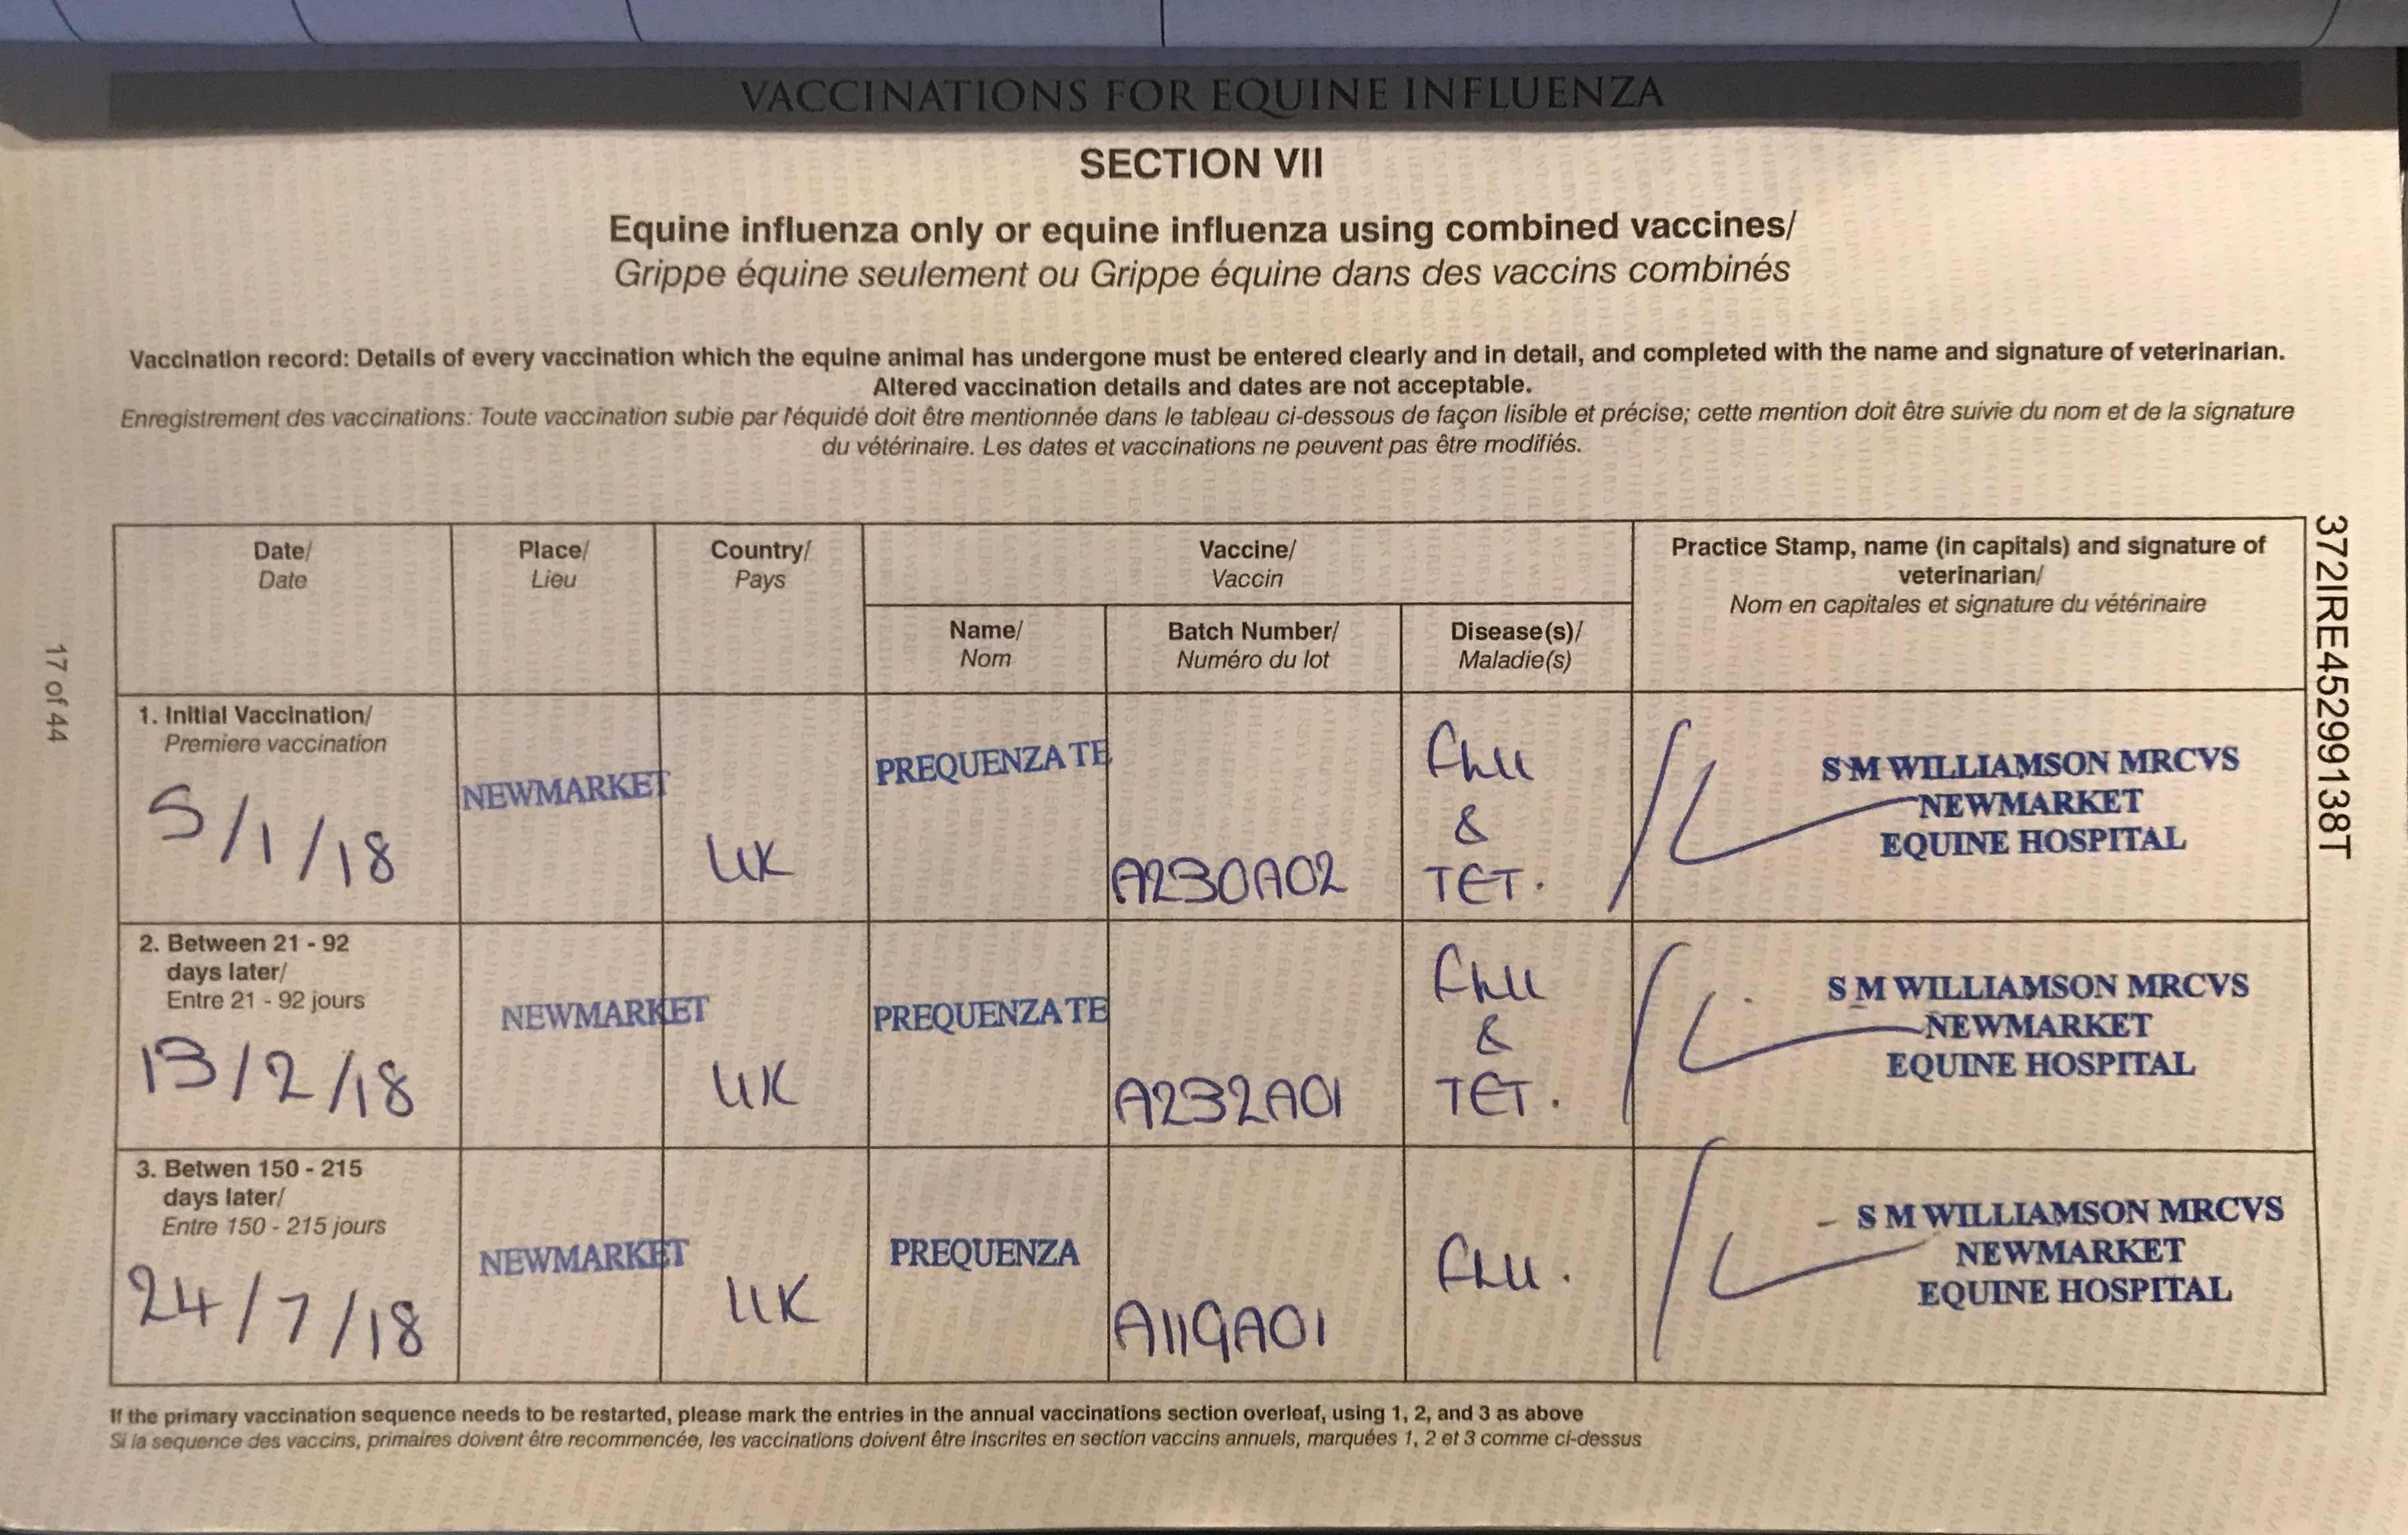 VACCINATIONS FOR EQUINE INFLUENZA
SECTION VII
Equine influenza only or equine influenza using combined vaccines/
Grippe équine seulement ou Grippe équine dans des vaccins combinés
Vaccination record: Details of every vaccination which the equine animal has undergone must be entered clearly and in detail, and completed with the name and signature of veterinarian.
Altered vaccination details and dates are not acceptable.
Enregistrement des vaccinations: Toute vaccination subie par l'équidé doit être mentionnée dans le tableau ci-dessous de façon lisible et précise; cette mention doit être suivie du nom et de la signature
du vétérinaire. Les dates et vaccinations ne peuvent pas être modifiés.
Date/
Date
Place/
Lieu
Country/
Pays
Vaccine/
Vaccin
Practice Stamp, name (in capitals) and signature of
veterinarian/
Nom en capitales et signature du vétérinaire
Name/
Nom
Batch Number/
Numéro du lot
Disease(s)/
Maladie(s)
1. Initial Vaccination/
Premiere vaccination
5/1/18
NEWMARKET
UK
PREQUENZA TE
A230A02
FLU
&
TET.
S M WILLIAMSON MRCVS
NEWMARKET
EQUINE HOSPITAL
2. Between 21 - 92
days later/
Entre 21 - 92 jours
13/2/18
NEWMARKET
UK
PREQUENZA TE
A232A01
FLU
&
TET.
S M WILLIAMSON MRCVS
NEWMARKET
EQUINE HOSPITAL
3. Betwen 150 - 215
days later/
Entre 150 - 215 jours
24/7/18
NEWMARKET
UK
PREQUENZA
A119A01
FLU.
S M WILLIAMSON MRCVS
NEWMARKET
EQUINE HOSPITAL
If the primary vaccination sequence needs to be restarted, please mark the entries in the annual vaccinations section overleaf, using 1, 2, and 3 as above
Si la sequence des vaccins, primaires doivent être recommencée, les vaccinations doivent être inscrites en section vaccins annuels, marquées 1, 2 et 3 comme ci-dessus
17 of 44
372IRE45299138T